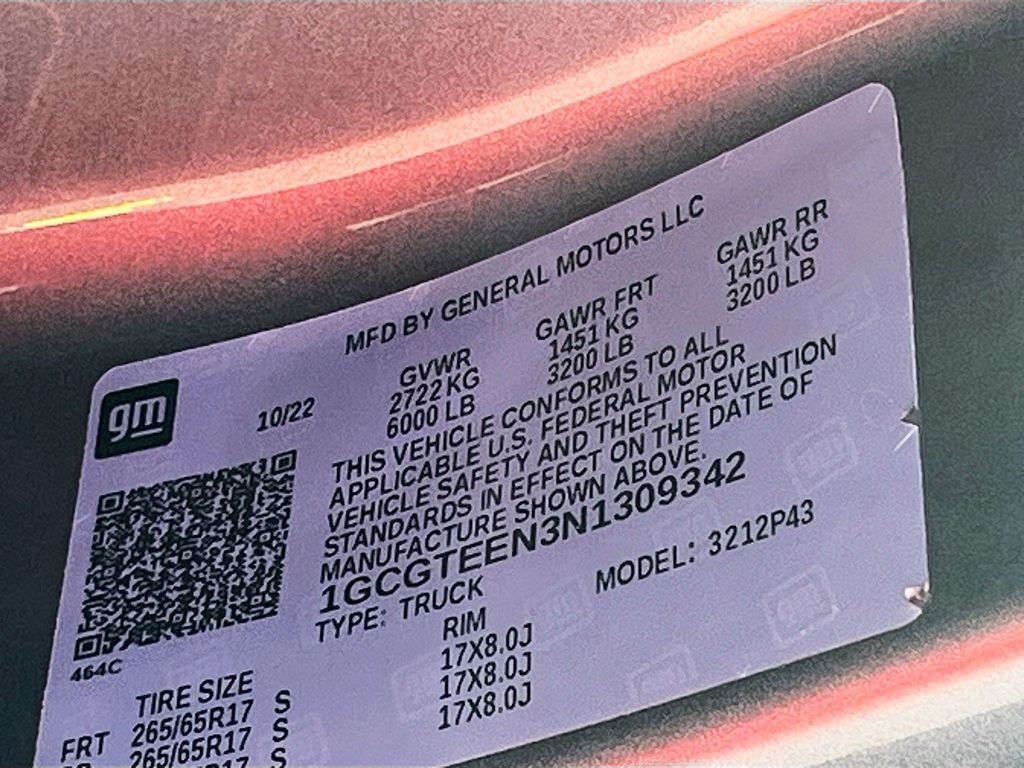 MFD BY GENERAL MOTORS LLC
gm
10/22
GVWR GAWR FRT GAWR RR
2722 KG 1451 KG 1451 KG
6000 LB 3200 LB 3200 LB
THIS VEHICLE CONFORMS TO ALL
APPLICABLE U.S. FEDERAL MOTOR
VEHICLE SAFETY AND THEFT PREVENTION
STANDARDS IN EFFECT ON THE DATE OF
MANUFACTURE SHOWN ABOVE.
1GCGTEEN3N1309342
TYPE: TRUCK MODEL: 3212P43
464C
TIRE SIZE RIM
FRT 265/65R17 S 17X8.0J
265/65R17 S 17X8.0J
S 17X8.0J